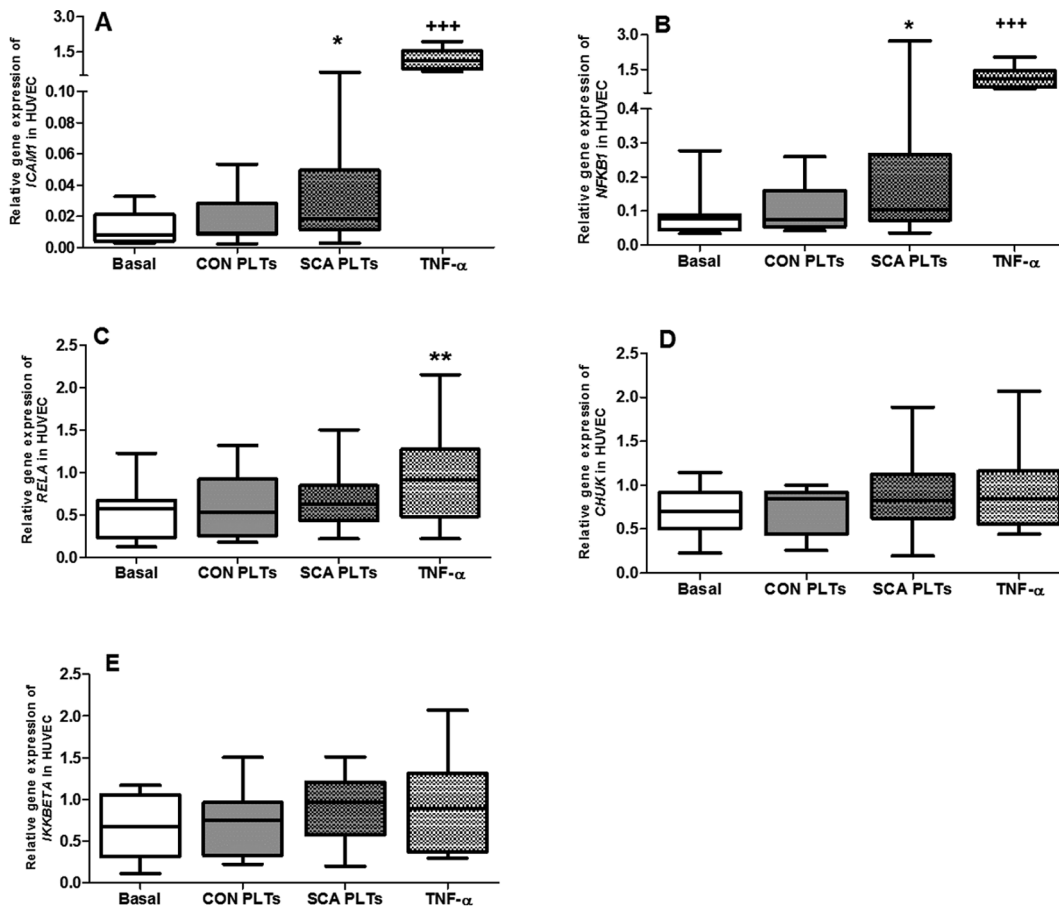 A
Relative gene expression of
ICAM1 in HUVEC
3.0
1.5
0.10
0.08
0.06
0.04
0.02
0.00
*
+++
Basal CON PLTs SCA PLTs TNF-α
B
Relative gene expression of
NFKB1 in HUVEC
3.0
1.5
0.4
0.3
0.2
0.1
0.0
*
+++
Basal CON PLTs SCA PLTs TNF-α
C
Relative gene expression of
RELA in HUVEC
2.5
2.0
1.5
1.0
0.5
0.0
**
Basal CON PLTs SCA PLTs TNF-α
D
Relative gene expression of
CHUK in HUVEC
2.5
2.0
1.5
1.0
0.5
0.0
Basal CON PLTs SCA PLTs TNF-α
E
Relative gene expression of
IKKBETA in HUVEC
2.5
2.0
1.5
1.0
0.5
0.0
Basal CON PLTs SCA PLTs TNF-α